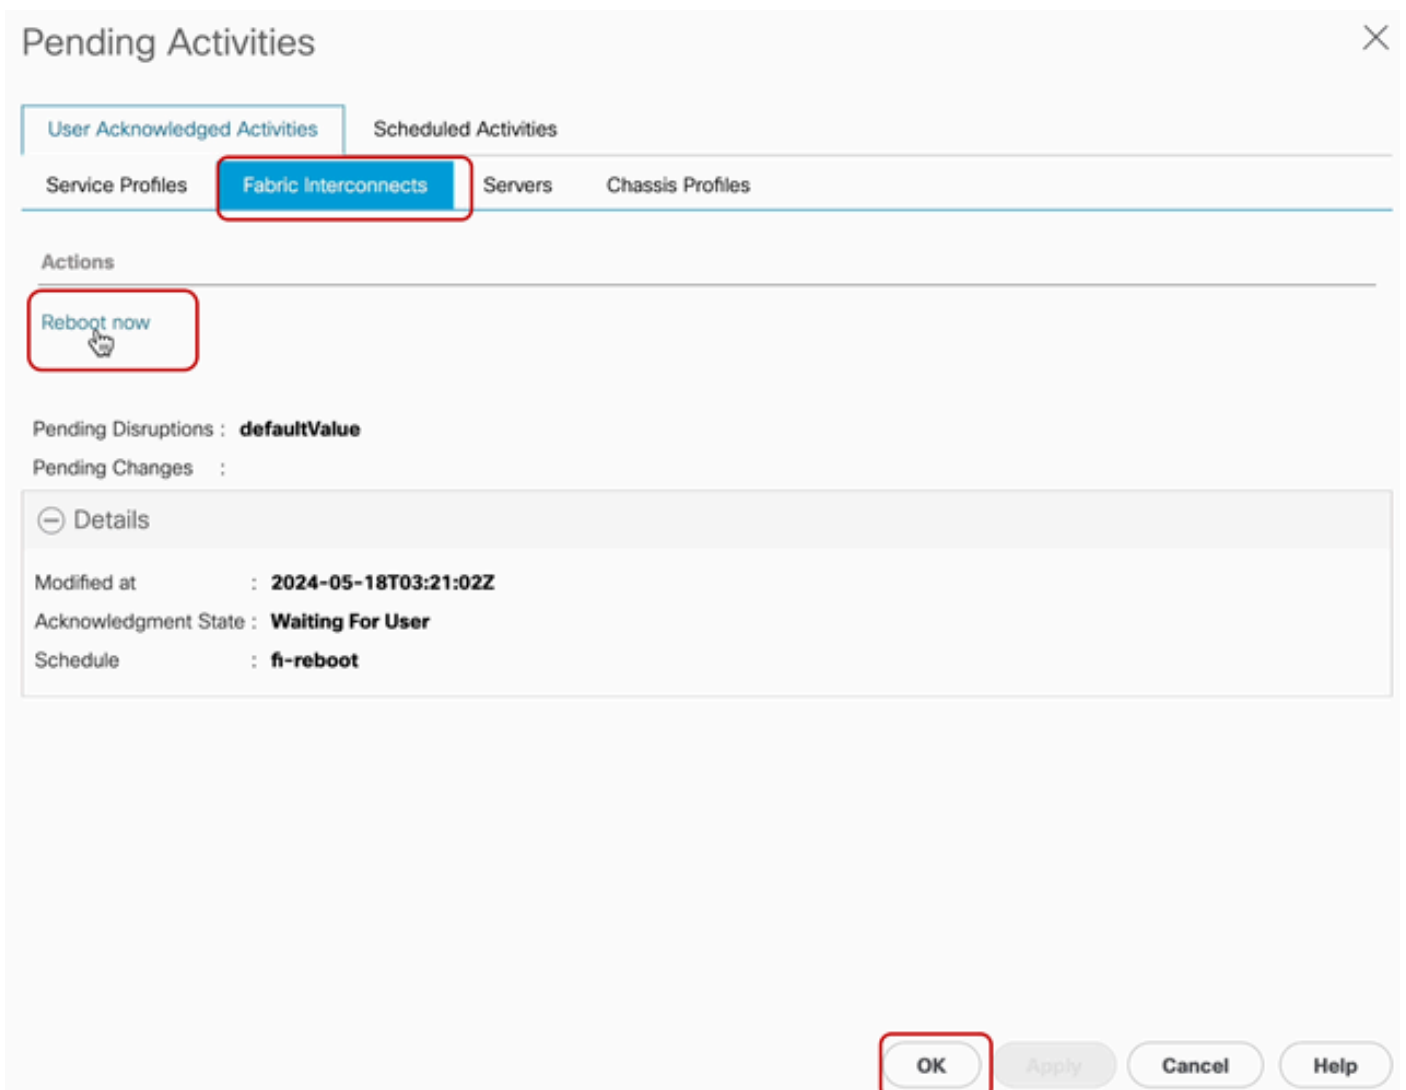 Pending Activities
User Acknowledged Activities Scheduled Activities
Service Profiles Fabric Interconnects Servers Chassis Profiles
Actions
Reboot now
Pending Disruptions : defaultValue
Pending Changes :
Details
Modified at : 2024-05-18T03:21:02Z
Acknowledgment State : Waiting For User
Schedule : fi-reboot
OK Apply Cancel Help